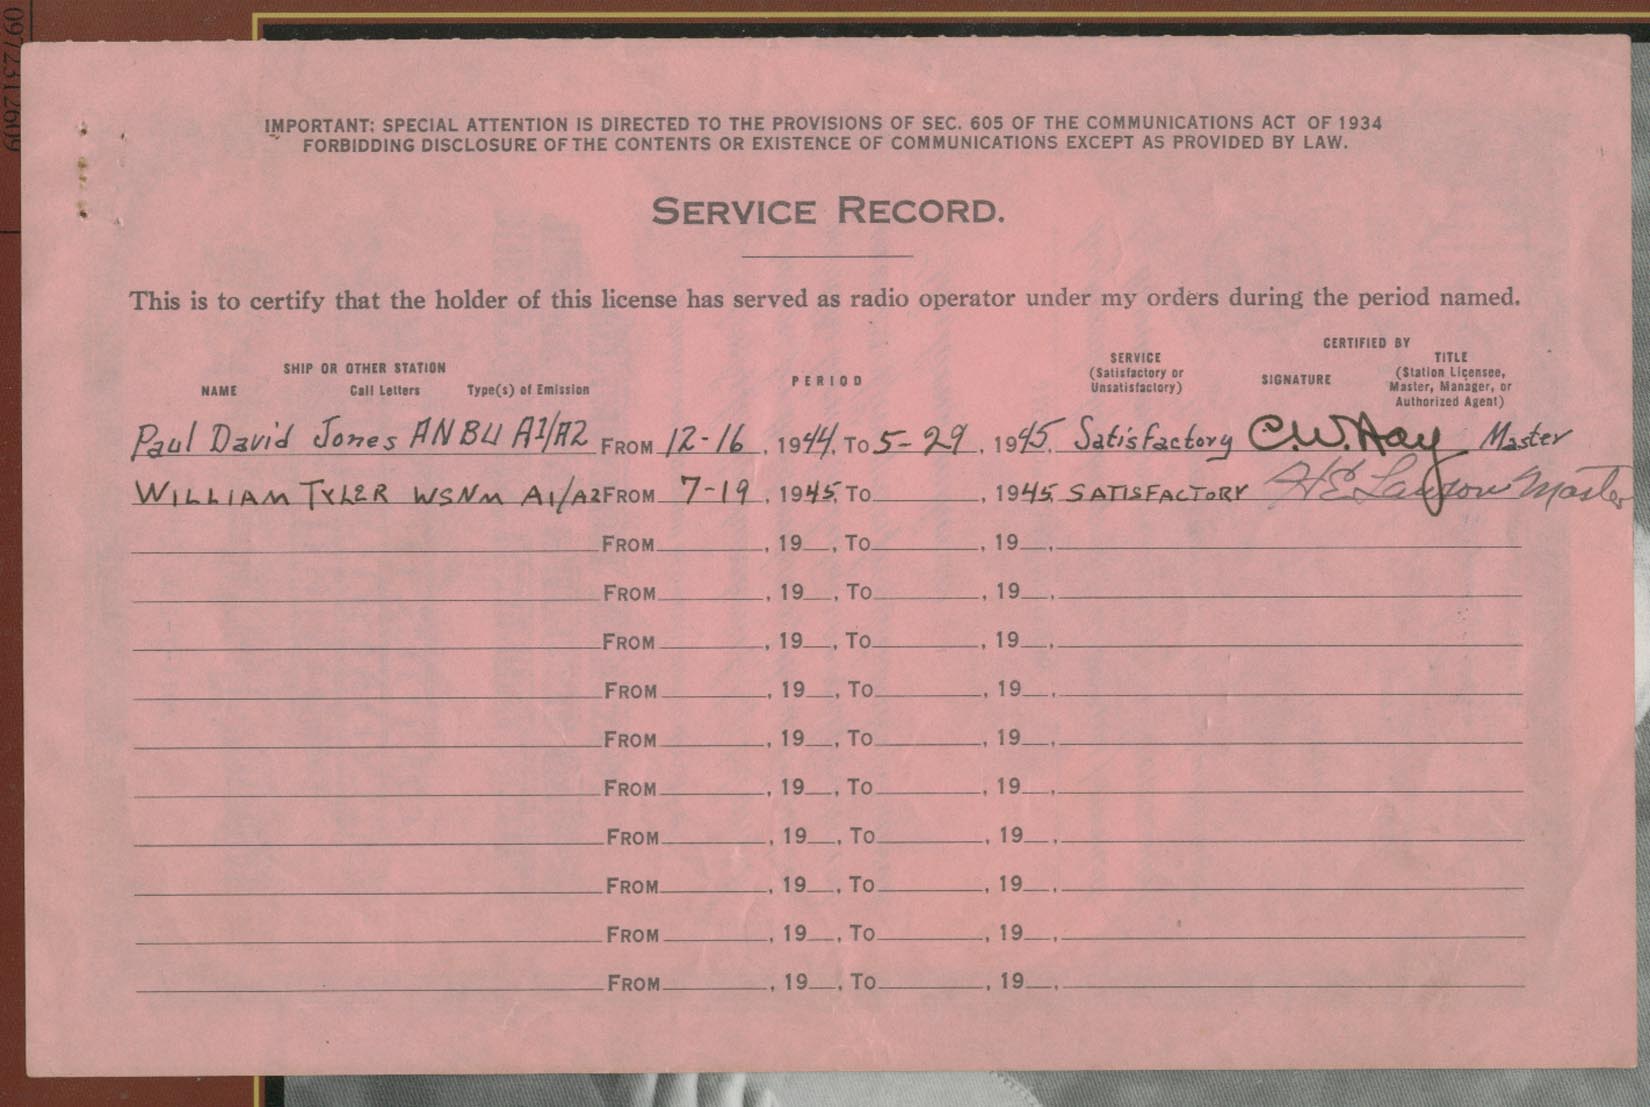 0972312609
IMPORTANT: SPECIAL ATTENTION IS DIRECTED TO THE PROVISIONS OF SEC. 605 OF THE COMMUNICATIONS ACT OF 1934
FORBIDDING DISCLOSURE OF THE CONTENTS OR EXISTENCE OF COMMUNICATIONS EXCEPT AS PROVIDED BY LAW.
SERVICE RECORD.
This is to certify that the holder of this license has served as radio operator under my orders during the period named.
SHIP OR OTHER STATION
NAME Call Letters Type(s) of Emission
PERIOD
SERVICE
(Satisfactory or
Unsatisfactory)
CERTIFIED BY
SIGNATURE
TITLE
(Station Licensee,
Master, Manager, or
Authorized Agent)
Paul David Jones ANBU A1/A2 FROM 12-16, 1944, TO 5-29, 1945, Satisfactory C.W. Hay Master
WILLIAM TYLER WSNM A1/A2 FROM 7-19, 1945, TO , 1945, SATISFACTORY H E Lawson Master
FROM , 19 , TO , 19 ,
FROM , 19 , TO , 19 ,
FROM , 19 , TO , 19 ,
FROM , 19 , TO , 19 ,
FROM , 19 , TO , 19 ,
FROM , 19 , TO , 19 ,
FROM , 19 , TO , 19 ,
FROM , 19 , TO , 19 ,
FROM , 19 , TO , 19 ,
FROM , 19 , TO , 19 ,